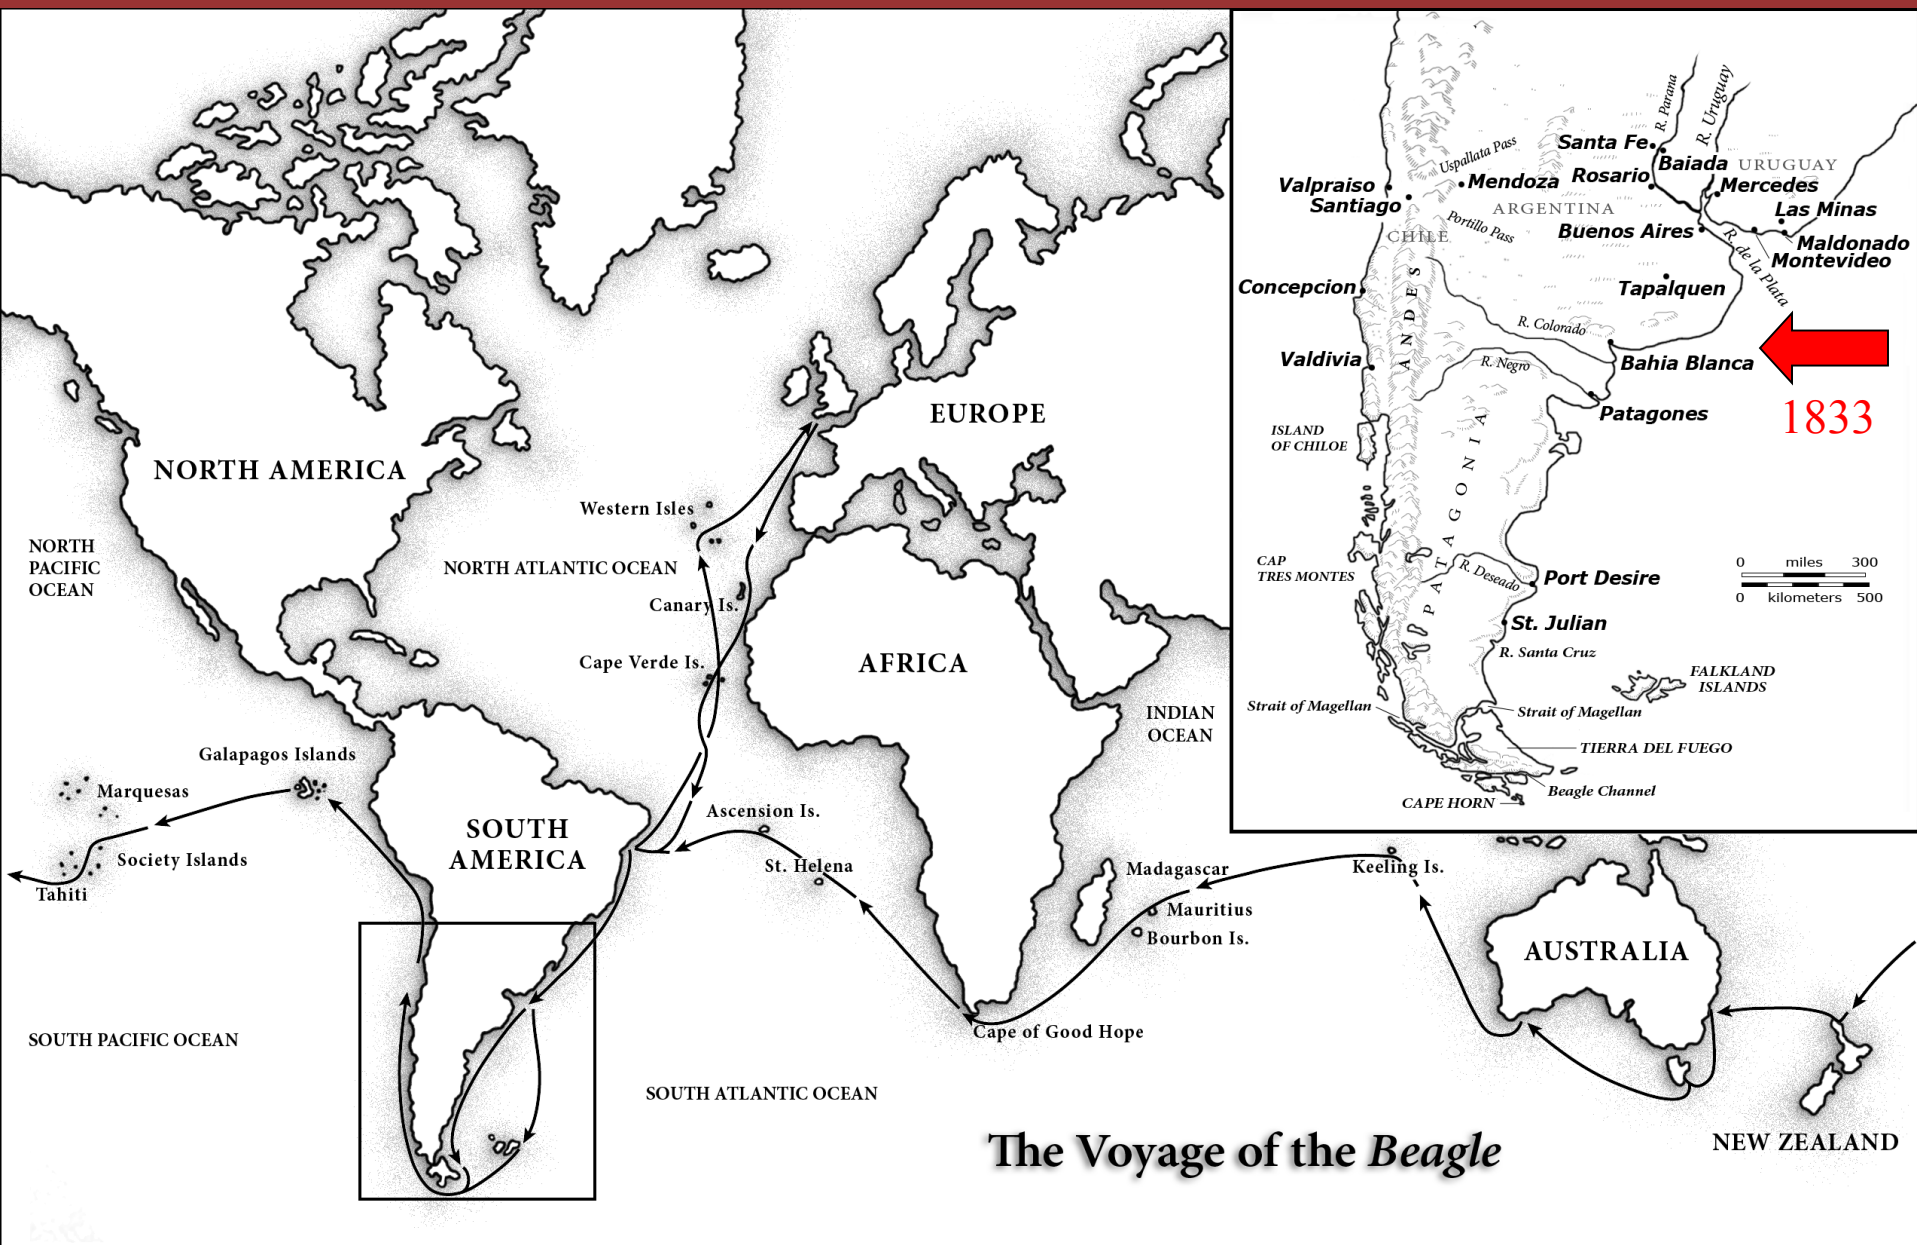 NORTH AMERICA
NORTH
PACIFIC
OCEAN
NORTH ATLANTIC OCEAN
Western Isles
Canary Is.
Cape Verde Is.
EUROPE
AFRICA
INDIAN
OCEAN
Galapagos Islands
Marquesas
Society Islands
Tahiti
SOUTH
AMERICA
Ascension Is.
St. Helena
Madagascar
Mauritius
Bourbon Is.
Keeling Is.
AUSTRALIA
Cape of Good Hope
SOUTH PACIFIC OCEAN
SOUTH ATLANTIC OCEAN
NEW ZEALAND
The Voyage of the Beagle
R. Parana
R. Uruguay
Santa Fe
Baiada
URUGUAY
Uspallata Pass
Valpraiso
Mendoza
Rosario
Mercedes
Santiago
ARGENTINA
Las Minas
Portillo Pass
CHILE
Buenos Aires
Maldonado
Montevideo
R. de la Plata
Concepcion
Tapalquen
ANDES
R. Colorado
Valdivia
R. Negro
Bahia Blanca
1833
Patagones
ISLAND
OF CHILOE
PATAGONIA
CAP
TRES MONTES
R. Deseado
Port Desire
0 miles 300
0 kilometers 500
St. Julian
R. Santa Cruz
FALKLAND
ISLANDS
Strait of Magellan
Strait of Magellan
TIERRA DEL FUEGO
Beagle Channel
CAPE HORN